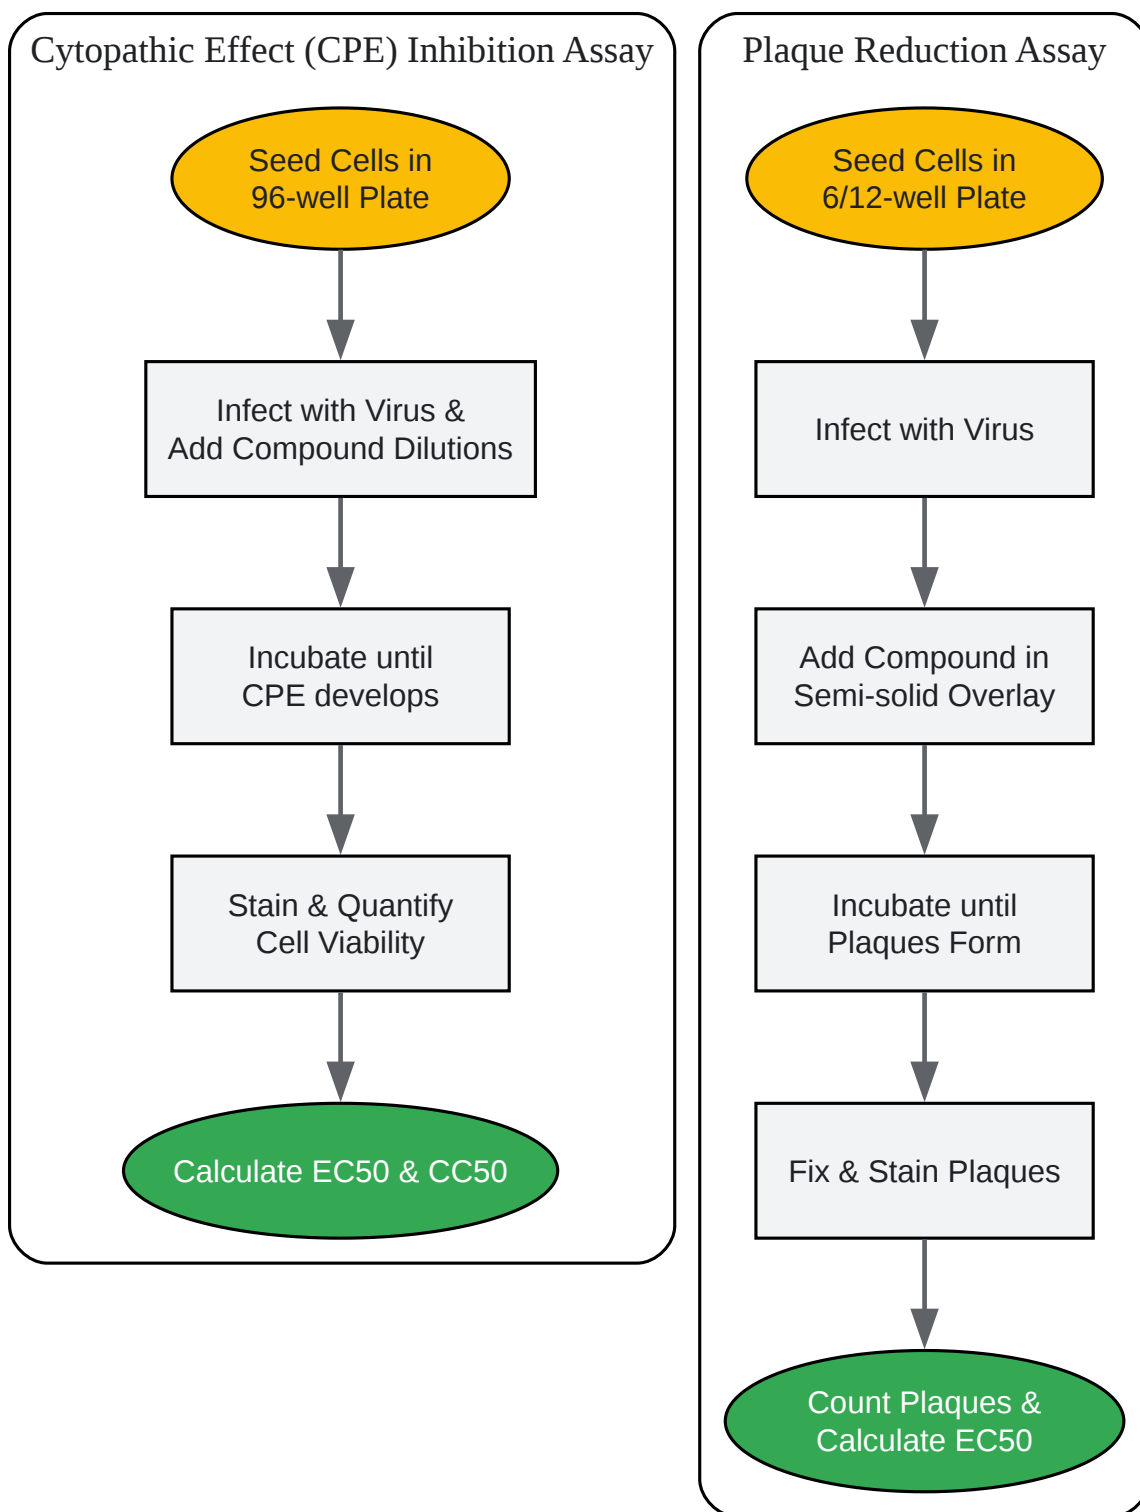 Cytopathic Effect (CPE) Inhibition Assay
Seed Cells in
96-well Plate
Infect with Virus &
Add Compound Dilutions
Incubate until
CPE develops
Stain & Quantify
Cell Viability
Calculate EC50 & CC50
Plaque Reduction Assay
Seed Cells in
6/12-well Plate
Infect with Virus
Add Compound in
Semi-solid Overlay
Incubate until
Plaques Form
Fix & Stain Plaques
Count Plaques &
Calculate EC50